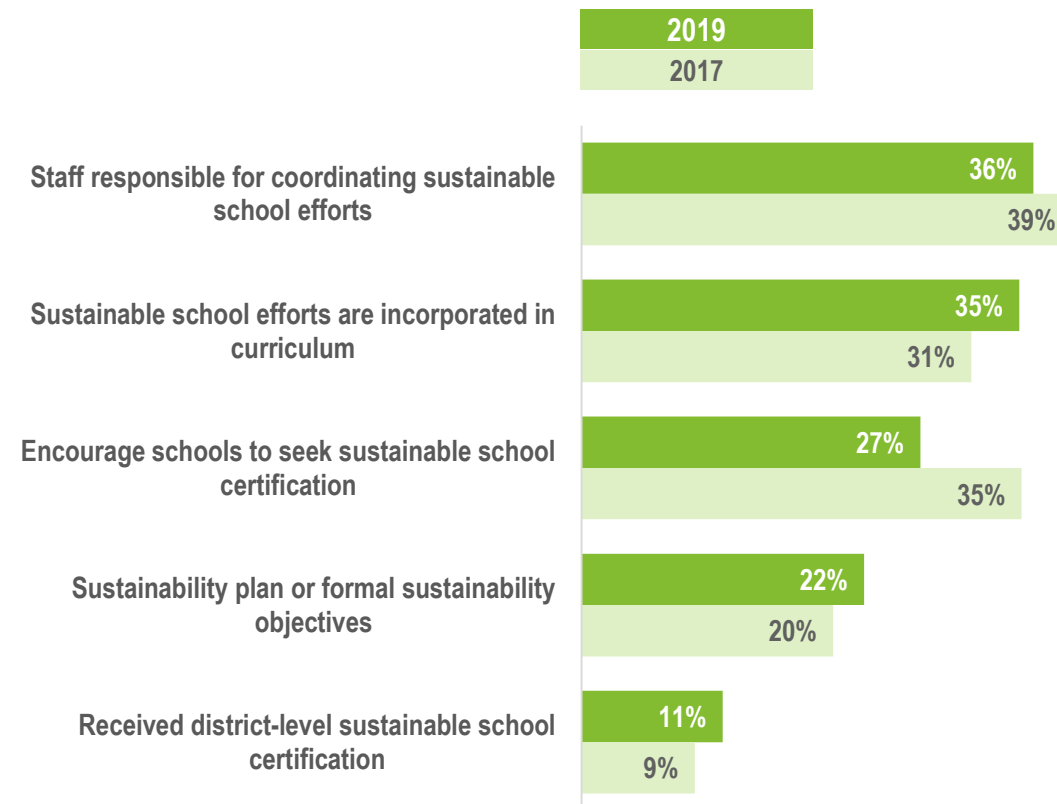 2019
2017
Staff responsible for coordinating sustainable
school efforts
36%
39%
Sustainable school efforts are incorporated in
curriculum
35%
31%
Encourage schools to seek sustainable school
certification
27%
35%
Sustainability plan or formal sustainability
objectives
22%
20%
Received district-level sustainable school
certification
11%
9%